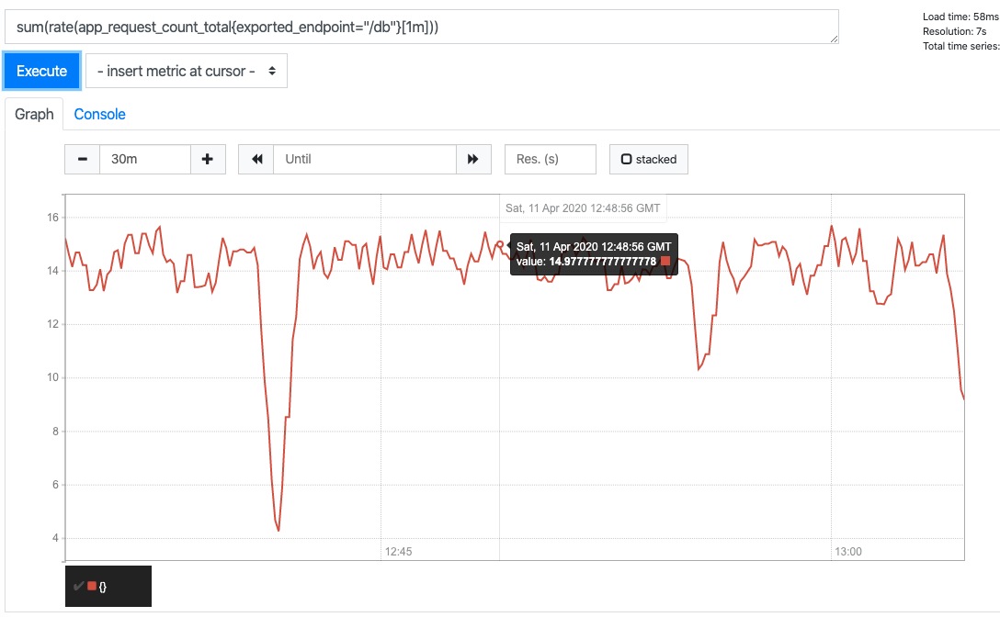 sum(rate(app_request_count_total{exported_endpoint="/db"}[1m]))
Load time: 58ms
Resolution: 7s
Total time series:
Execute
- insert metric at cursor -
Graph
Console
30m
Until
Res. (s)
stacked
Sat, 11 Apr 2020 12:48:56 GMT
Sat, 11 Apr 2020 12:48:56 GMT
value: 14.977777777777778
16
14
12
10
8
6
4
12:45
13:00
{}